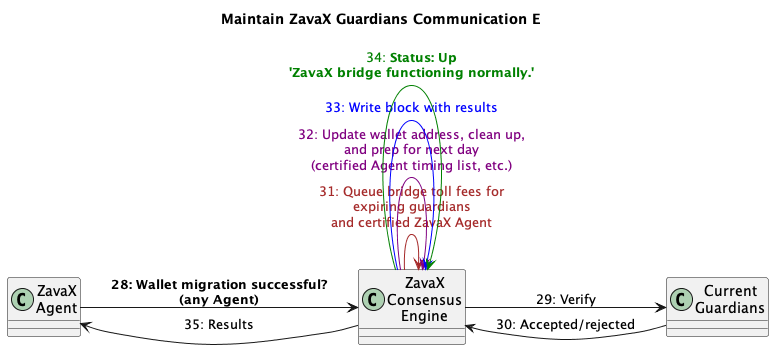 Maintain ZavaX Guardians Communication E
34: Status: Up
'ZavaX bridge functioning normally.'
33: Write block with results
32: Update wallet address, clean up,
and prep for next day
(certified Agent timing list, etc.)
31: Queue bridge toll fees for
expiring guardians
and certified ZavaX Agent
C
ZavaX
Agent
28: Wallet migration successful?
(any Agent)
35: Results
C
ZavaX
Consensus
Engine
29: Verify
30: Accepted/rejected
C
Current
Guardians